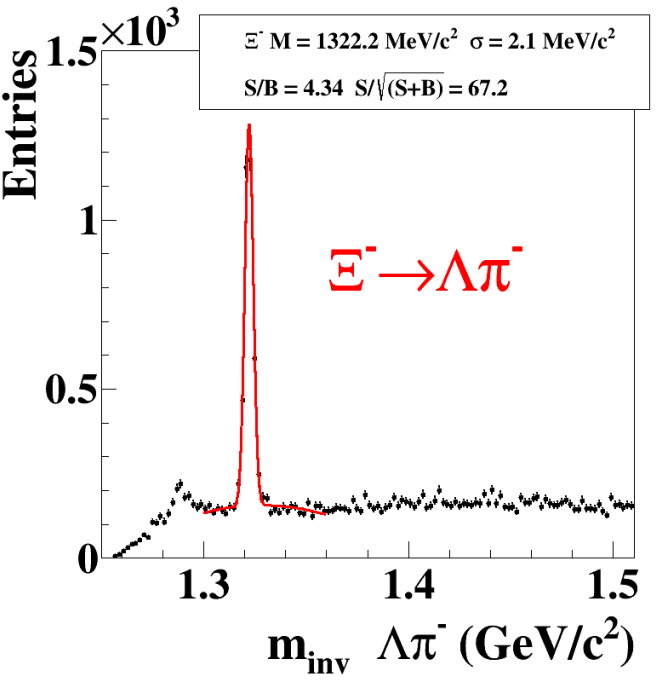 ×10³
Ξ⁻ M = 1322.2 MeV/c² σ = 2.1 MeV/c²
S/B = 4.34 S/√(S+B) = 67.2
Entries
1.5
1
0.5
0
Ξ⁻→Λπ⁻
1.3 1.4 1.5
m_inv Λπ⁻ (GeV/c²)